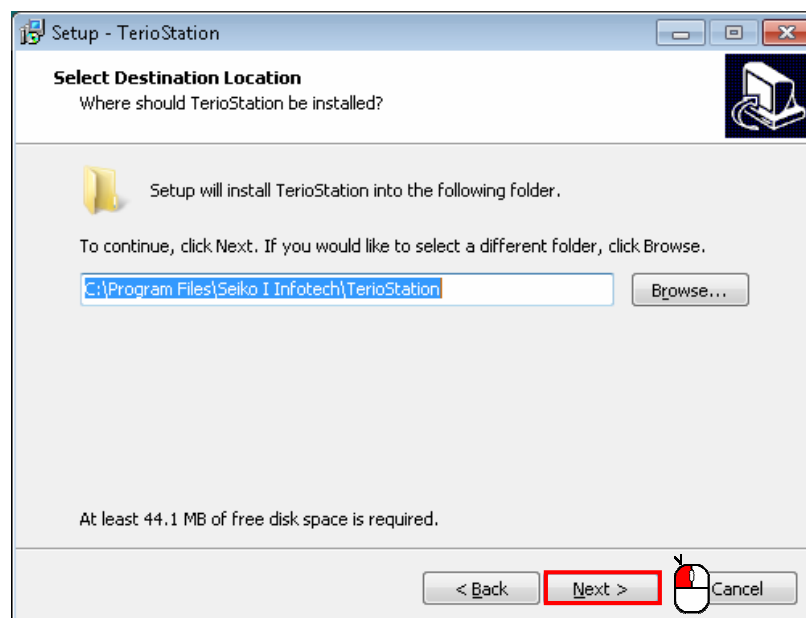 Setup - TerioStation
Select Destination Location
Where should TerioStation be installed?
Setup will install TerioStation into the following folder.
To continue, click Next. If you would like to select a different folder, click Browse.
C:\Program Files\Seiko I Infotech\TerioStation
Browse...
At least 44.1 MB of free disk space is required.
< Back
Next >
Cancel